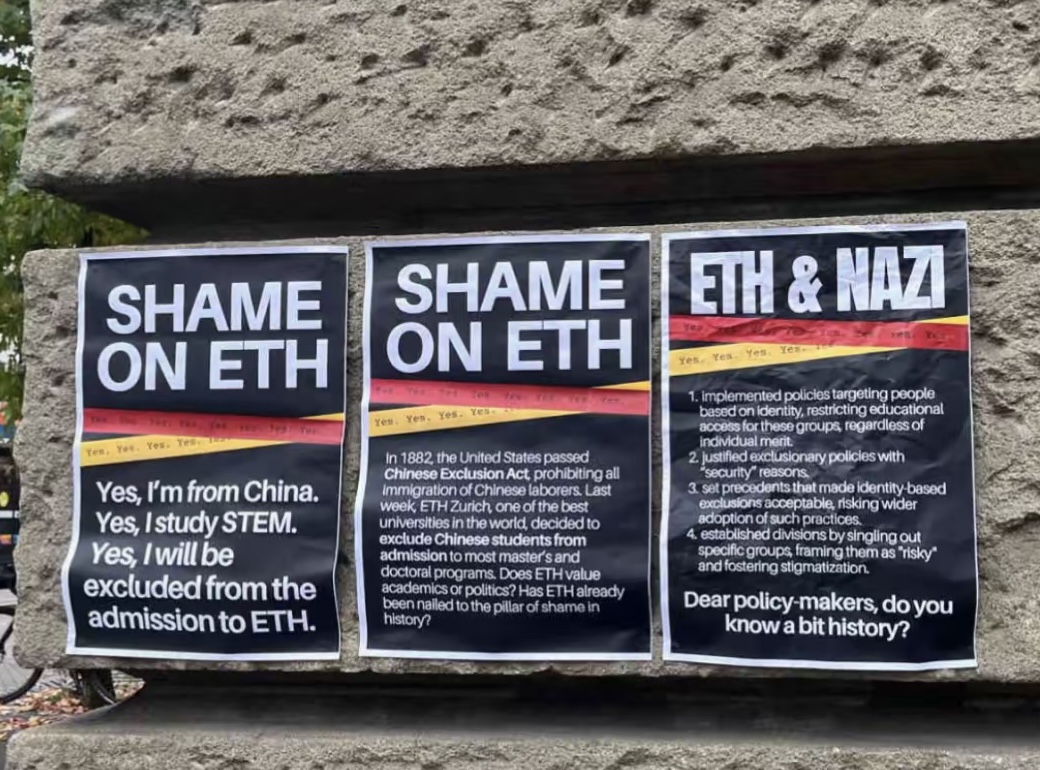 SHAME
ON ETH
Yes. Yes. Yes. Yes.
Yes, I'm from China.
Yes, I study STEM.
Yes, I will be
excluded from the
admission to ETH.
SHAME
ON ETH
Yes. Yes. Yes. Yes.
In 1882, the United States passed
Chinese Exclusion Act, prohibiting all
immigration of Chinese laborers. Last
week, ETH Zurich, one of the best
universities in the world, decided to
exclude Chinese students from
admission to most master's and
doctoral programs. Does ETH value
academics or politics? Has ETH already
been nailed to the pillar of shame in
history?
ETH & NAZI
Yes. Yes. Yes. Yes.
1. implemented policies targeting people
based on identity, restricting educational
access for these groups, regardless of
individual merit.
2. justified exclusionary policies with
"security" reasons.
3. set precedents that made identity-based
exclusions acceptable, risking wider
adoption of such practices.
4. established divisions by singling out
specific groups, framing them as "risky"
and fostering stigmatization.
Dear policy-makers, do you
know a bit history?